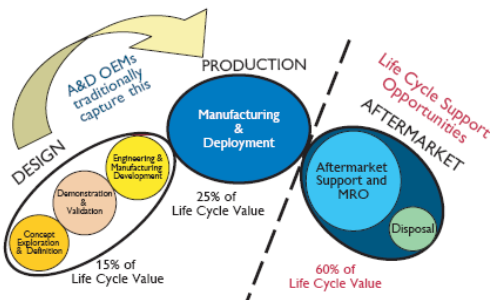 A&D OEMs
traditionally
capture this
DESIGN
Concept
Exploration
& Definition
Demonstration
&
Validation
Engineering &
Manufacturing
Development
15% of
Life Cycle Value
PRODUCTION
Manufacturing
&
Deployment
25% of
Life Cycle Value
Life Cycle Support
Opportunities
AFTERMARKET
Aftermarket
Support and
MRO
Disposal
60% of
Life Cycle Value